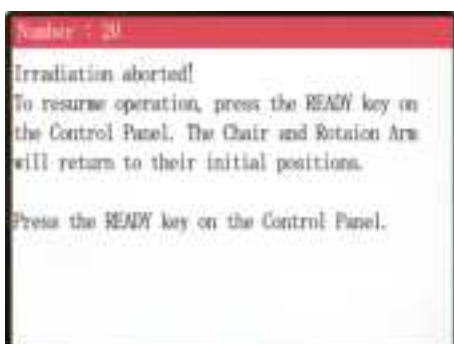 Number : 20
Irradiation aborted!
To resurme operation, press the READY key on
the Control Panel. The Chair and Rotaion Arm
will return to their initial positions.
Press the READY key on the Control Panel.